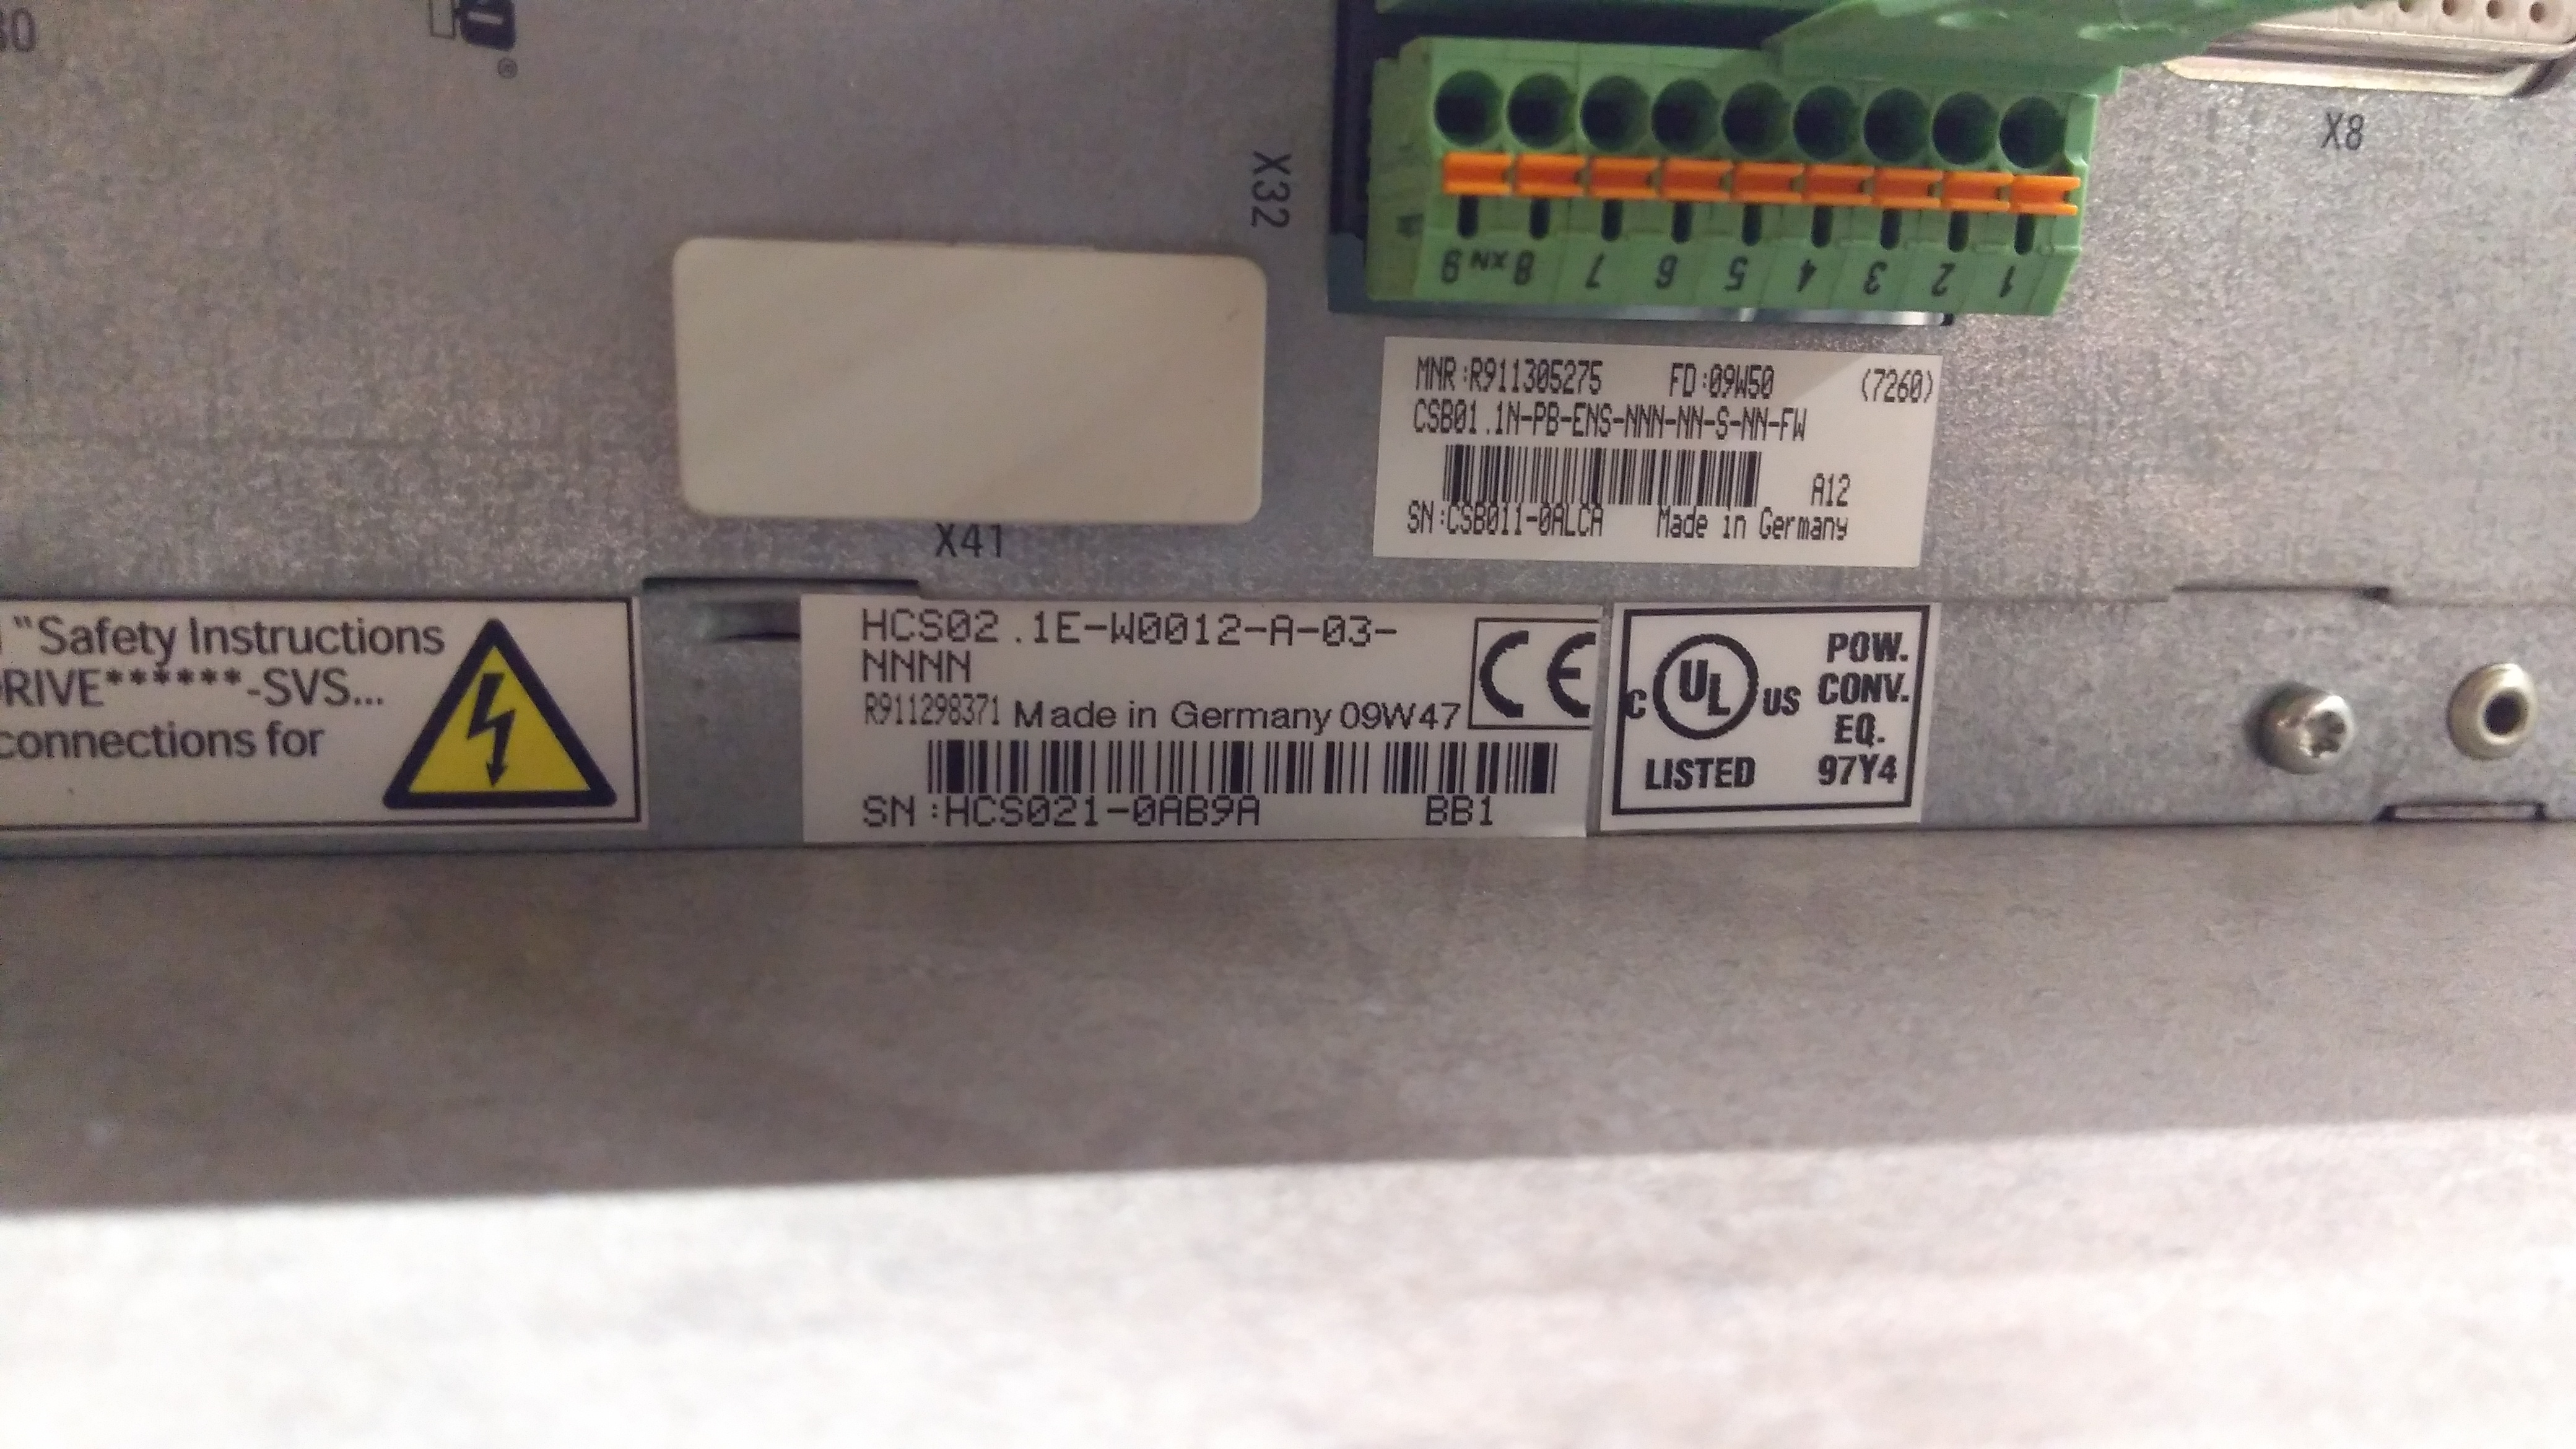 30
®
X8
X32
9 NX 8 7 6 5 4 3 2 1
MNR:R911305275 FD:09W50 (7260)
CSB01.1N-PB-ENS-NNN-NN-S-NN-FW
A12
SN:CSB011-0ALCA Made in Germany
X41
"Safety Instructions
RIVE******-SVS...
connections for
HCS02.1E-W0012-A-03-
NNNN
R911298371 Made in Germany 09W47
CE
SN:HCS021-0AB9A BB1
C UL US
LISTED
POW.
CONV.
EQ.
97Y4